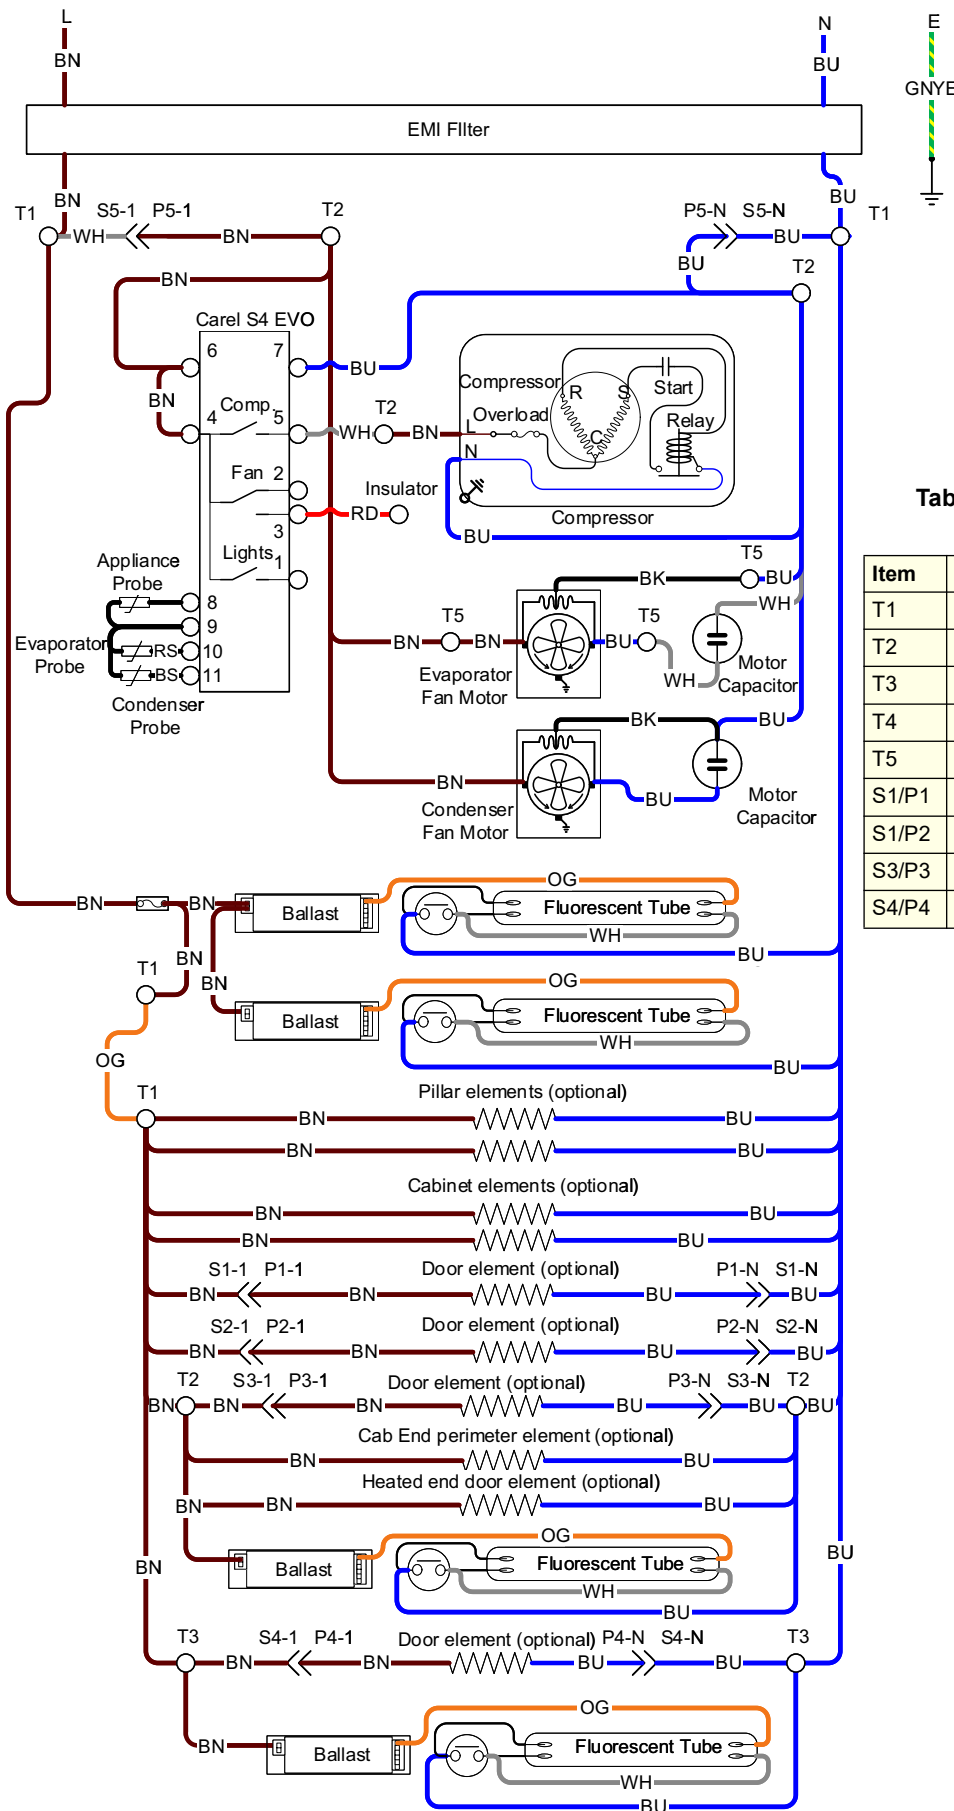 L
N
E
BN
BU
GNYE
EMI FIlter
BN
BU
T1
S5-1
P5-1
T2
P5-N
S5-N
T1
WH
BN
BU
BU
T2
BN
Carel S4 EVO
6
7
BU
Compressor
R
S
Start
BN
Comp.
4
5
WH
T2
BN
Overload
L
C
Relay
N
Fan
2
Insulator
RD
3
Compressor
BU
Lights
1
Appliance
Probe
8
9
Evaporator
Probe
RS
10
BS
11
Condenser
Probe
T5
BK
BU
WH
BN
T5
BN
BU
T5
WH
Evaporator
Fan Motor
Motor
Capacitor
BK
BU
BN
BU
Condenser
Fan Motor
Motor
Capacitor
Tab
Item
T1
T2
T3
T4
T5
S1/P1
S1/P2
S3/P3
S4/P4
BN
BN
Ballast
OG
Fluorescent Tube
WH
BU
BN
T1
BN
Ballast
OG
Fluorescent Tube
WH
BU
OG
T1
Pillar elements (optional)
BN
BU
BN
BU
Cabinet elements (optional)
BN
BU
BN
BU
S1-1
P1-1
Door element (optional)
P1-N
S1-N
BN
BN
BU
BU
S2-1
P2-1
Door element (optional)
P2-N
S2-N
BN
BN
BU
BU
T2
S3-1
P3-1
Door element (optional)
P3-N
S3-N
T2
BN
BN
BN
BU
BU
BU
Cab End perimeter element (optional)
BN
BU
Heated end door element (optional)
BN
BN
BU
OG
BN
Ballast
Fluorescent Tube
WH
BU
BU
T3
S4-1
P4-1
Door element (optional)
P4-N
S4-N
T3
BN
BN
BU
BU
OG
BN
Ballast
Fluorescent Tube
WH
BU